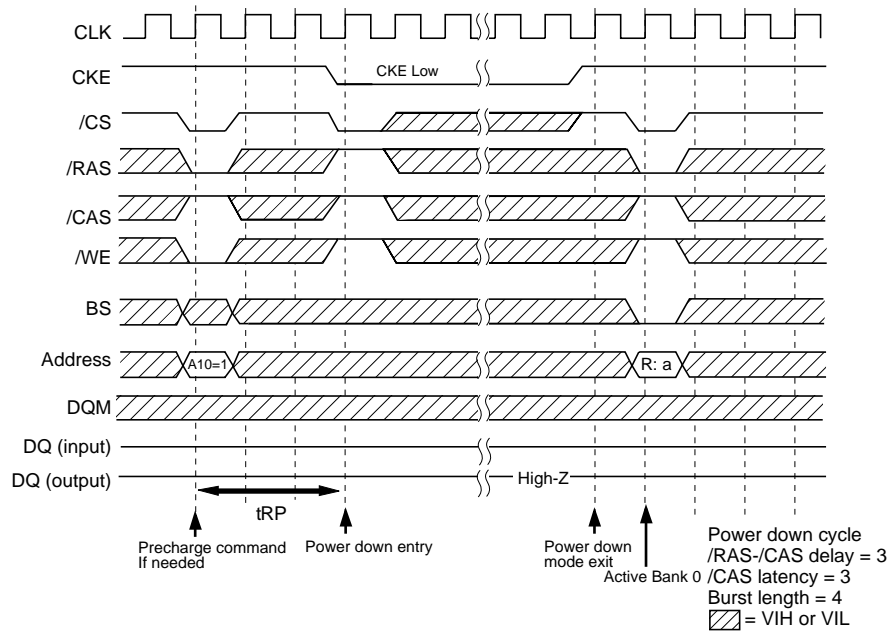 CLK
CKE
CKE Low
/CS
/RAS
/CAS
/WE
BS
Address
A10=1
R: a
DQM
DQ (input)
DQ (output)
High-Z
tRP
Precharge command
If needed
Power down entry
Power down
mode exit
Active Bank 0
Power down cycle
/RAS-/CAS delay = 3
/CAS latency = 3
Burst length = 4
= VIH or VIL